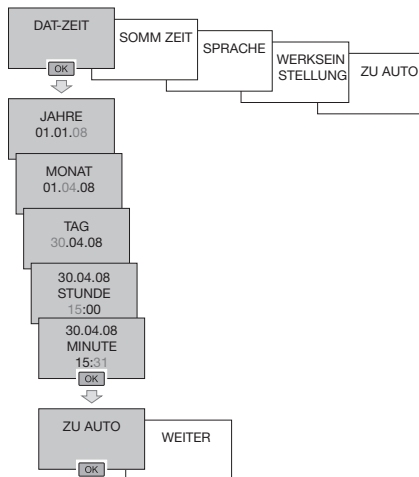 DAT-ZEIT
OK
SOMM ZEIT
SPRACHE
WERKSEIN
STELLUNG
ZU AUTO
JAHRE
01.01.08
MONAT
01.04.08
TAG
30.04.08
30.04.08
STUNDE
15:00
30.04.08
MINUTE
15:31
OK
ZU AUTO
OK
WEITER